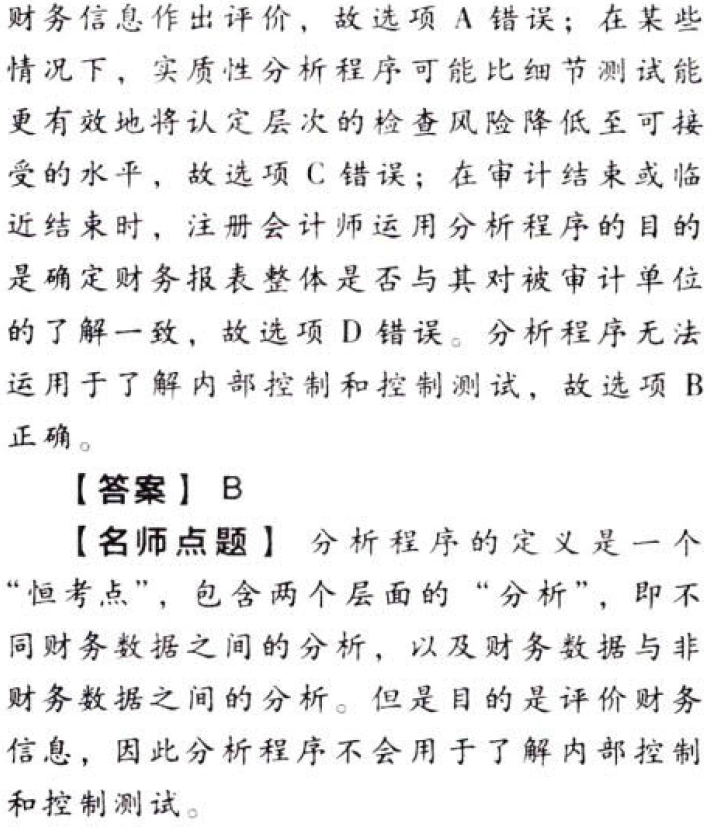 财务信息作出评价，故选项 A 错误；在某些
情况下，实质性分析程序可能比细节测试能
更有效地将认定层次的检查风险降低至可接
受的水平，故选项 C 错误；在审计结束或临
近结束时，注册会计师运用分析程序的目的
是确定财务报表整体是否与其对被审计单位
的了解一致，故选项 D 错误。分析程序无法
运用于了解内部控制和控制测试，故选项 B
正确。
【答案】 B
【名师点题】 分析程序的定义是一个
“恒考点”，包含两个层面的“分析”，即不
同财务数据之间的分析，以及财务数据与非
财务数据之间的分析。但是目的是评价财务
信息，因此分析程序不会用于了解内部控制
和控制测试。